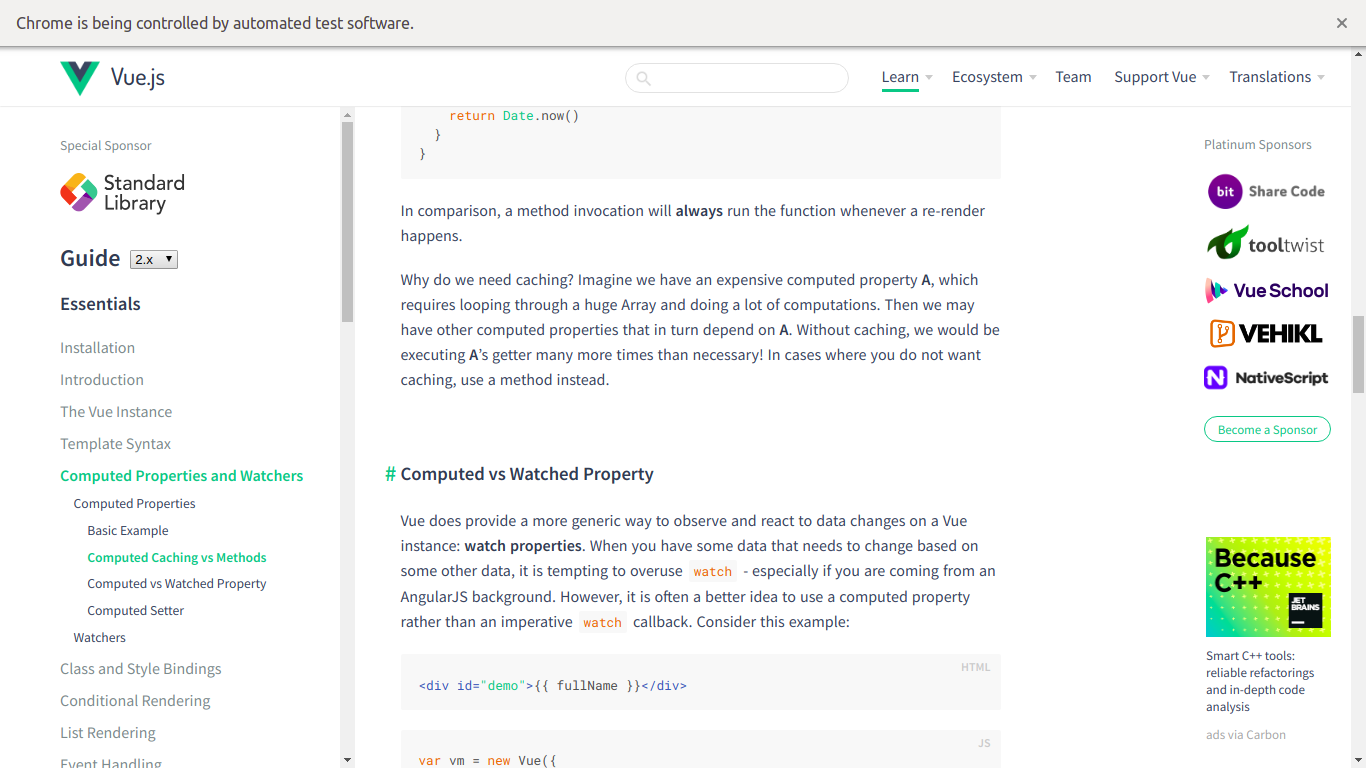 Chrome is being controlled by automated test software.
Vue.js
Learn
Ecosystem
Team
Support Vue
Translations
Special Sponsor
Standard
Library
Guide
2.x
Essentials
Installation
Introduction
The Vue Instance
Template Syntax
Computed Properties and Watchers
Computed Properties
Basic Example
Computed Caching vs Methods
Computed vs Watched Property
Computed Setter
Watchers
Class and Style Bindings
Conditional Rendering
List Rendering
Event Handling
return Date.now()
}
}
In comparison, a method invocation will always run the function whenever a re-render
happens.
Why do we need caching? Imagine we have an expensive computed property A, which
requires looping through a huge Array and doing a lot of computations. Then we may
have other computed properties that in turn depend on A. Without caching, we would be
executing A’s getter many more times than necessary! In cases where you do not want
caching, use a method instead.
# Computed vs Watched Property
Vue does provide a more generic way to observe and react to data changes on a Vue
instance: watch properties. When you have some data that needs to change based on
some other data, it is tempting to overuse watch - especially if you are coming from an
AngularJS background. However, it is often a better idea to use a computed property
rather than an imperative watch callback. Consider this example:
HTML
<div id="demo">{{ fullName }}</div>
JS
var vm = new Vue({
Platinum Sponsors
bit Share Code
tooltwist
Vue School
VEHIKL
N NativeScript
Become a Sponsor
Because
C++
JET
BRAINS
Smart C++ tools:
reliable refactorings
and in-depth code
analysis
ads via Carbon